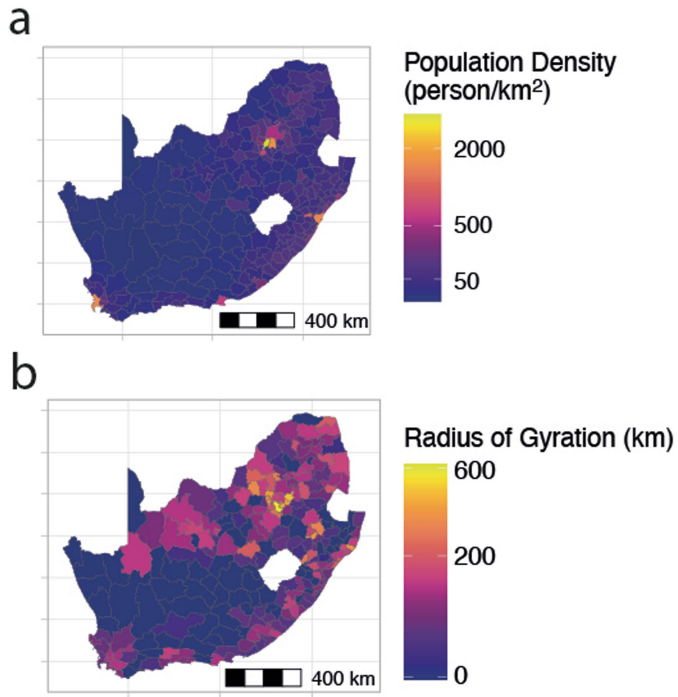 a
Population Density
(person/km²)
2000
500
50
400 km
b
Radius of Gyration (km)
600
200
0
400 km